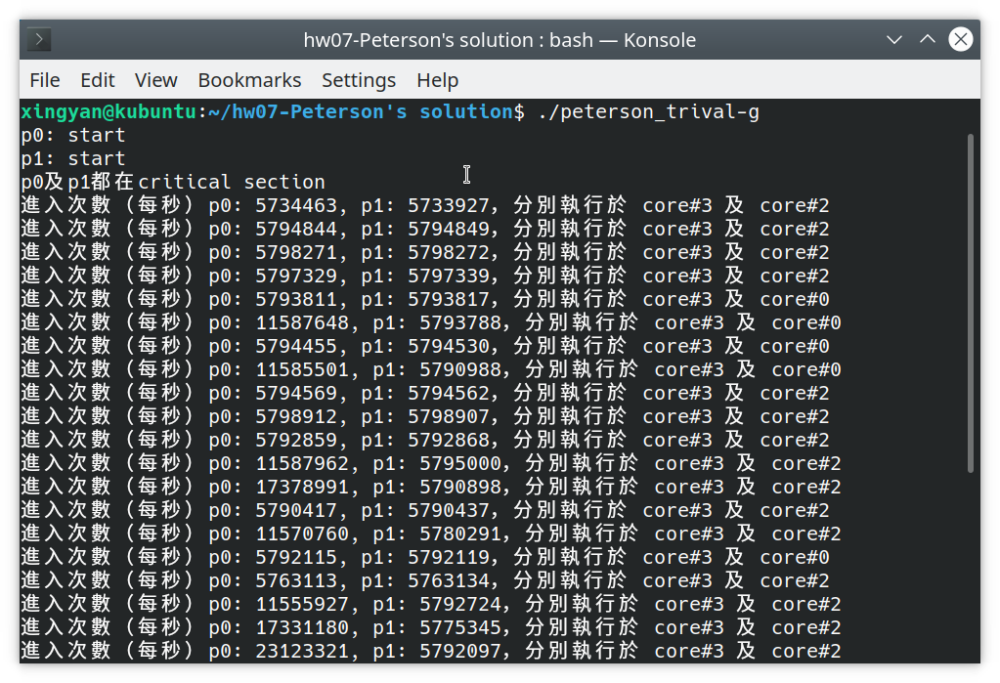 hw07-Peterson's solution : bash — Konsole
File Edit View Bookmarks Settings Help
xingyan@kubuntu:~/hw07-Peterson's solution$ ./peterson_trival-g
p0: start
p1: start
p0及p1都在critical section
進入次數（每秒）p0: 5734463, p1: 5733927, 分別執行於 core#3 及 core#2
進入次數（每秒）p0: 5794844, p1: 5794849, 分別執行於 core#3 及 core#2
進入次數（每秒）p0: 5798271, p1: 5798272, 分別執行於 core#3 及 core#2
進入次數（每秒）p0: 5797329, p1: 5797339, 分別執行於 core#3 及 core#2
進入次數（每秒）p0: 5793811, p1: 5793817, 分別執行於 core#3 及 core#0
進入次數（每秒）p0: 11587648, p1: 5793788, 分別執行於 core#3 及 core#0
進入次數（每秒）p0: 5794455, p1: 5794530, 分別執行於 core#3 及 core#0
進入次數（每秒）p0: 11585501, p1: 5790988, 分別執行於 core#3 及 core#0
進入次數（每秒）p0: 5794569, p1: 5794562, 分別執行於 core#3 及 core#2
進入次數（每秒）p0: 5798912, p1: 5798907, 分別執行於 core#3 及 core#2
進入次數（每秒）p0: 5792859, p1: 5792868, 分別執行於 core#3 及 core#2
進入次數（每秒）p0: 11587962, p1: 5795000, 分別執行於 core#3 及 core#2
進入次數（每秒）p0: 17378991, p1: 5790898, 分別執行於 core#3 及 core#2
進入次數（每秒）p0: 5790417, p1: 5790437, 分別執行於 core#3 及 core#2
進入次數（每秒）p0: 11570760, p1: 5780291, 分別執行於 core#3 及 core#2
進入次數（每秒）p0: 5792115, p1: 5792119, 分別執行於 core#3 及 core#0
進入次數（每秒）p0: 5763113, p1: 5763134, 分別執行於 core#3 及 core#2
進入次數（每秒）p0: 11555927, p1: 5792724, 分別執行於 core#3 及 core#2
進入次數（每秒）p0: 17331180, p1: 5775345, 分別執行於 core#3 及 core#2
進入次數（每秒）p0: 23123321, p1: 5792097, 分別執行於 core#3 及 core#2